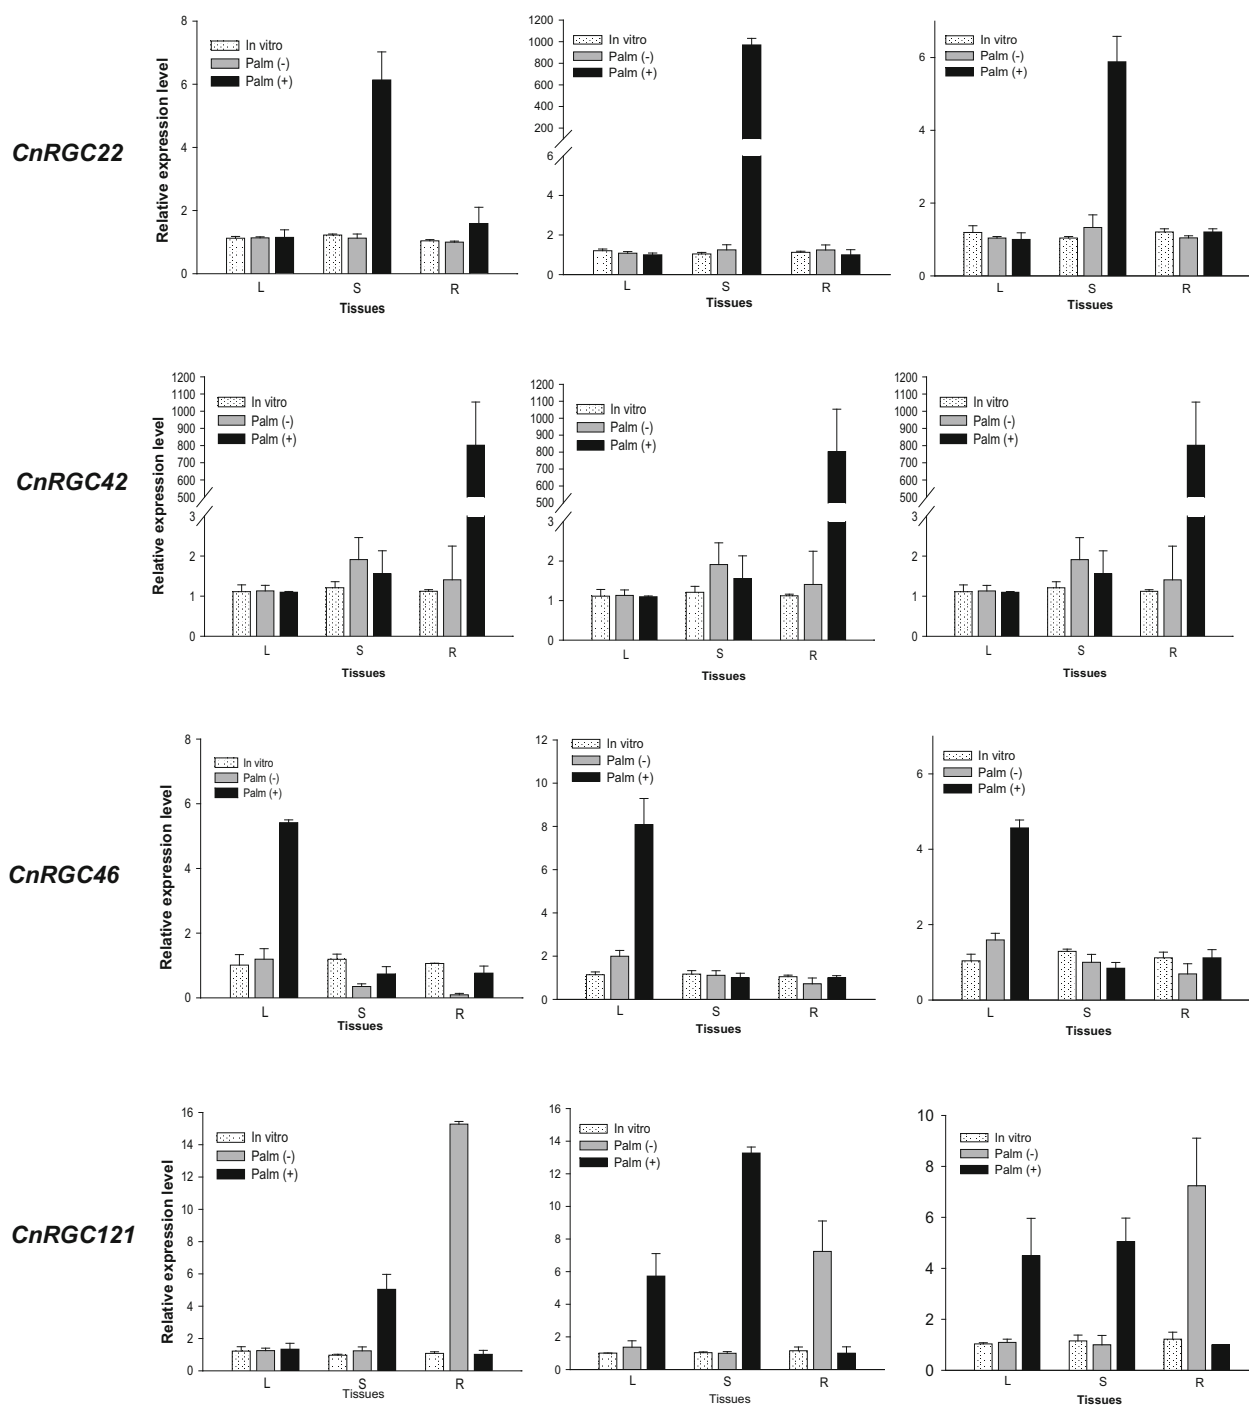 CnRGC22
Relative expression level
8
6
4
2
0
In vitro
Palm (-)
Palm (+)
L
S
R
Tissues
1200
1000
800
600
400
200
6
4
2
0
In vitro
Palm (-)
Palm (+)
L
S
R
Tissues
6
4
2
0
In vitro
Palm (-)
Palm (+)
L
S
R
Tissues
CnRGC42
Relative expression level
1200
1100
1000
900
800
700
600
500
3
2
1
0
In vitro
Palm (-)
Palm (+)
L
S
R
Tissues
1200
1100
1000
900
800
700
600
500
400
3
2
1
0
In vitro
Palm (-)
Palm (+)
L
S
R
Tissues
1200
1100
1000
900
800
700
600
500
3
2
1
0
In vitro
Palm (-)
Palm (+)
L
S
R
Tissues
CnRGC46
Relative expression level
8
6
4
2
0
In vitro
Palm (-)
Palm (+)
L
S
R
Tissues
12
10
8
6
4
2
0
In vitro
Palm (-)
Palm (+)
L
S
R
Tissues
6
4
2
0
In vitro
Palm (-)
Palm (+)
L
S
R
Tissues
CnRGC121
Relative expression level
16
14
12
10
8
6
4
2
0
In vitro
Palm (-)
Palm (+)
L
S
R
Tissues
16
14
12
10
8
6
4
2
0
In vitro
Palm (-)
Palm (+)
L
S
R
Tissues
10
8
6
4
2
0
In vitro
Palm (-)
Palm (+)
L
S
R
Tissues